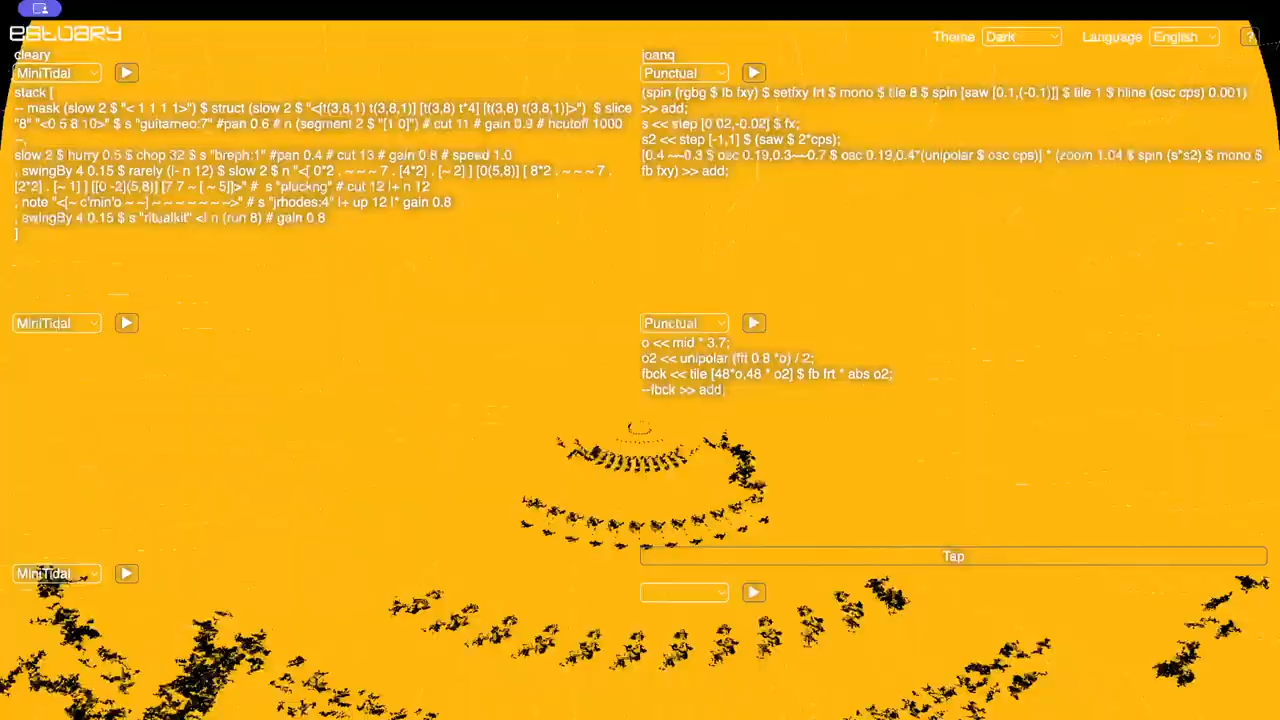 estuary
Theme Dark Language English ?
cleary
MiniTidal
stack [
-- mask (slow 2 $ "< 1 1 1 1>") $ struct (slow 2 $ "<[t(3,8,1) t(3,8,1)] [t(3,8) t*4] [t(3,8) t(3,8,1)]>") $ slice
"8" "<0 5 8 10>" $ s "guitarneo:7" #pan 0.6 # n (segment 2 $ "[1 0]") # cut 11 # gain 0.9 # hcutoff 1000
--,
slow 2 $ hurry 0.5 $ chop 32 $ s "breph:1" #pan 0.4 # cut 13 # gain 0.8 # speed 1.0
, swingBy 4 0.15 $ rarely (|- n 12) $ slow 2 $ n "<[ 0*2 . ~ ~ ~ 7 . [4*2] . [~ 2] ] [0(5,8)] [ 8*2 . ~ ~ ~ 7 .
[2*2] . [~ 1] ] [[0 -2](5,8)] [7 7 ~ [ ~ 5]]>" # s "pluckng" # cut 12 |+ n 12
, note "<[~ c'min'o ~ ~] ~ ~ ~ ~ ~ ~ ~>" # s "jrhodes:4" |+ up 12 |* gain 0.8
, swingBy 4 0.15 $ s "ritualkit" <| n (run 8) # gain 0.8
]
joanq
Punctual
(spin (rgbg $ fb fxy) $ setfxy frt $ mono $ tile 8 $ spin [saw [0.1,(-0.1)]] $ tile 1 $ hline (osc cps) 0.001)
>> add;
s << step [0.02,-0.02] $ fx;
s2 << step [-1,1] $ (saw $ 2*cps);
[0.4 ~~0.3 $ osc 0.19,0.3~~0.7 $ osc 0.19,0.4*(unipolar $ osc cps)] * (zoom 1.04 $ spin (s*s2) $ mono $
fb fxy) >> add;
MiniTidal
Punctual
o << mid * 3.7;
o2 << unipolar (fit 0.8 *o) / 2;
fbck << tile [48*o,48 * o2] $ fb frt * abs o2;
--fbck >> add;
Tap
MiniTidal